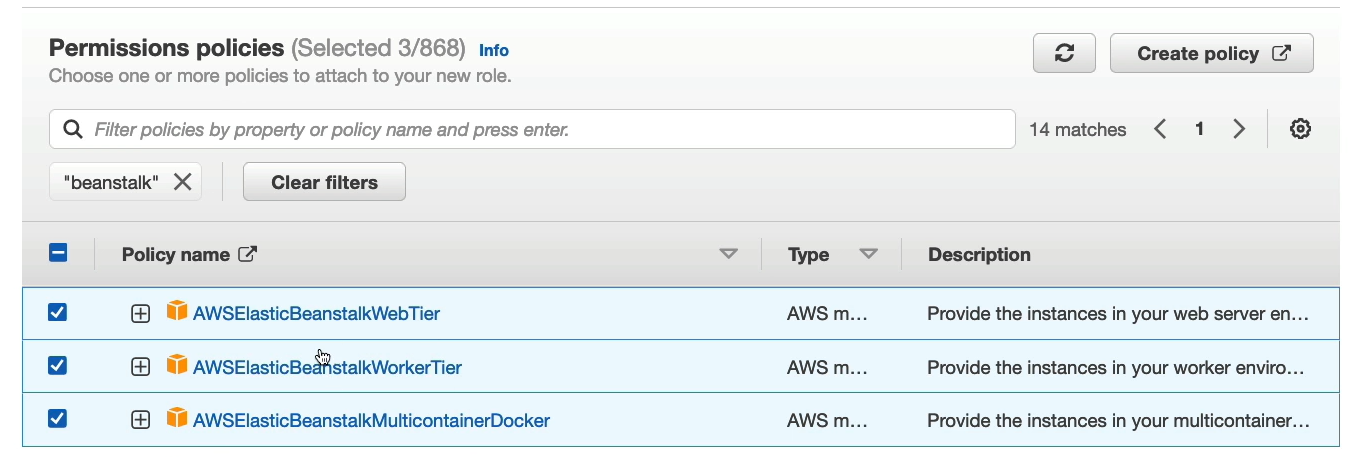 Permissions policies (Selected 3/868) Info
Create policy
Choose one or more policies to attach to your new role.
Filter policies by property or policy name and press enter.
14 matches
1
"beanstalk"
Clear filters
Policy name
Type
Description
AWSElasticBeanstalkWebTier AWS m... Provide the instances in your web server en...
AWSElasticBeanstalkWorkerTier AWS m... Provide the instances in your worker enviro...
AWSElasticBeanstalkMulticontainerDocker AWS m... Provide the instances in your multicontainer...